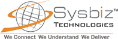 Sysbiz™
TECHNOLOGIES
We Connect We Understand We Deliver